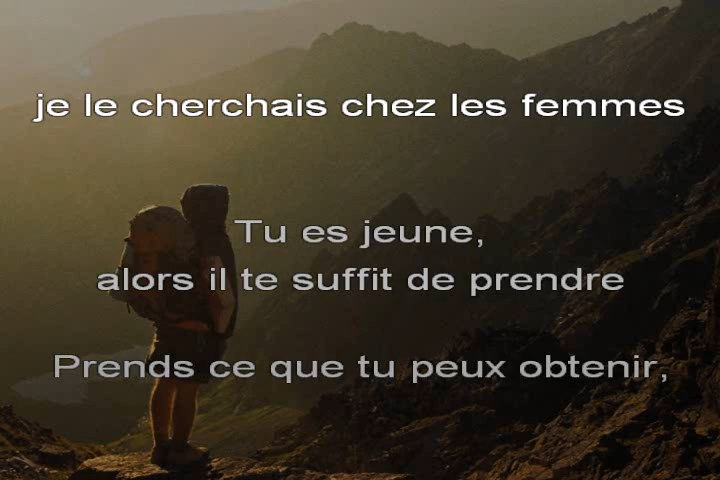 je le cherchais chez les femmes
Tu es jeune,
alors il te suffit de prendre
Prends ce que tu peux obtenir,